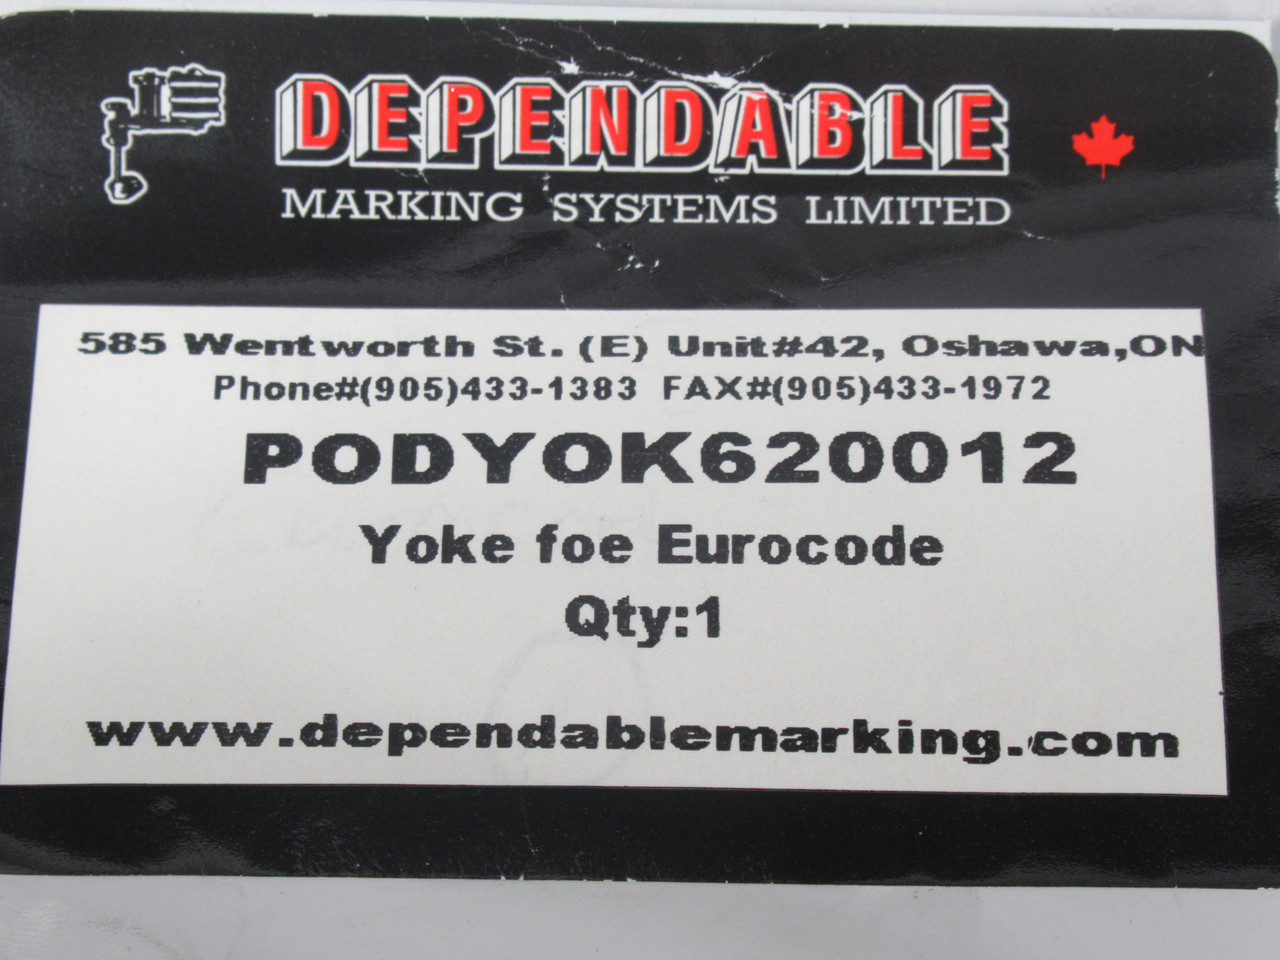 DEPENDABLE
MARKING SYSTEMS LIMITED
585 Wentworth St. (E) Unit#42, Oshawa,ON
Phone#(905)433-1383 FAX#(905)433-1972
PODYOK620012
Yoke foe Eurocode
Qty:1
www.dependablemarking.com